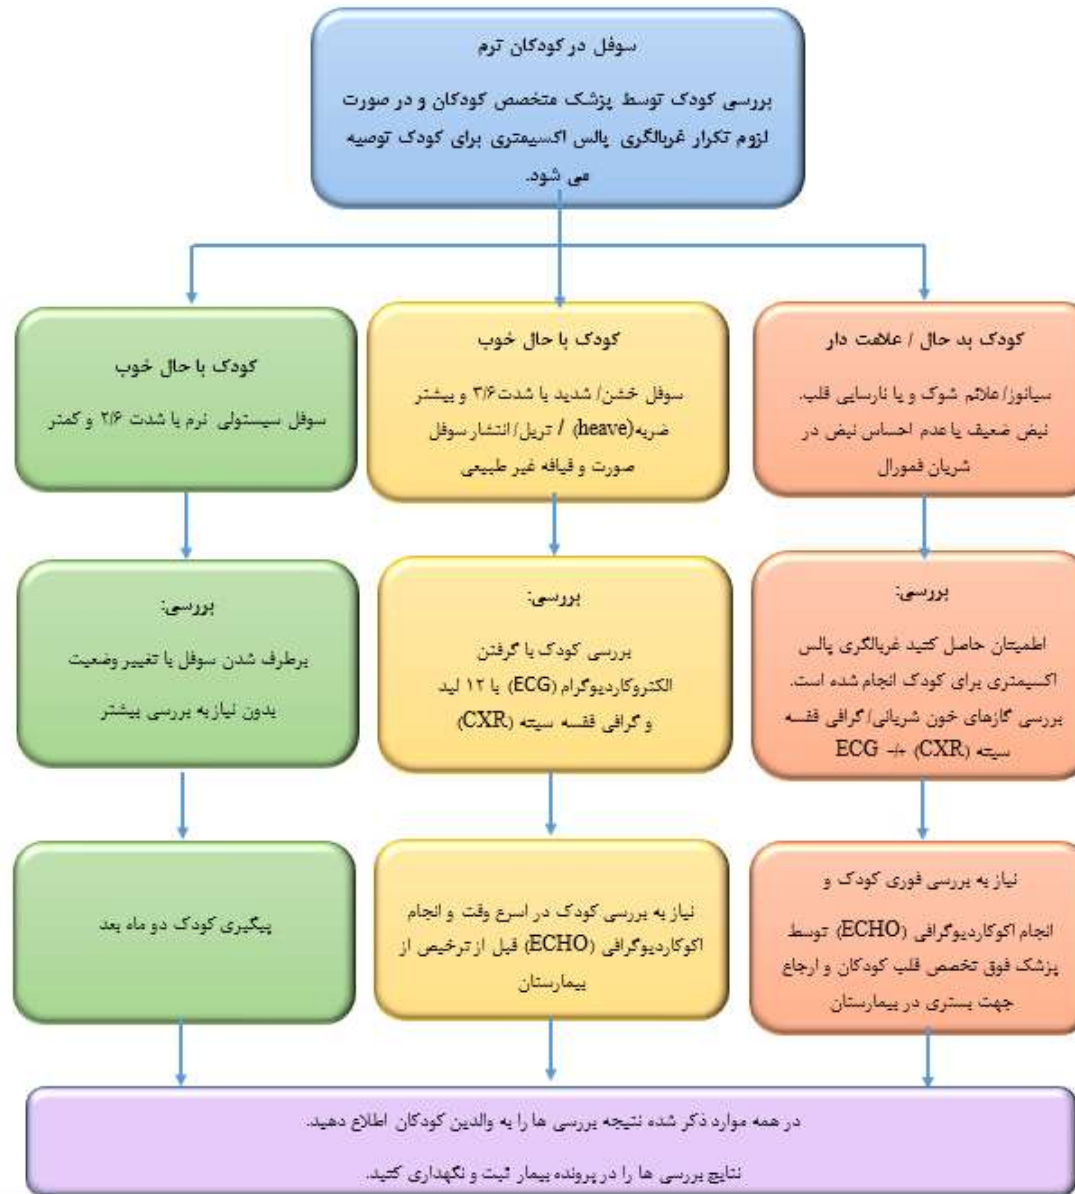 سوفل در کودکان ترم
بررسی کودک توسط پزشک متخصص کودکان و در صورت
لزوم تکرار غربالگری پالس اکسیمتری برای کودک توصیه
می شود.
کودک بد حال / علامت دار
سیانوز/ علائم شوک و یا نارسایی قلب.
نبض ضعیف یا عدم احساس نبض در
شریان فمورال
کودک با حال خوب
سوفل خشن/ شدید با شدت ۳/۶ و بیشتر
ضربه(heave) / تریل/ انتشار سوفل
صورت و قیافه غیر طبیعی
کودک با حال خوب
سوفل سیستولی نرم با شدت ۲/۶ و کمتر
بررسی:
اطمینان حاصل کنید غربالگری پالس
اکسیمتری برای کودک انجام شده است.
بررسی گازهای خون شریانی/ گرافی قفسه
سینه (CXR) +/- ECG
بررسی:
بررسی کودک با گرفتن
الکتروکاردیوگرام (ECG) با ۱۲ لید
و گرافی قفسه سینه (CXR)
بررسی:
برطرف شدن سوفل با تغییر وضعیت
بدون نیاز به بررسی بیشتر
نیاز به بررسی فوری کودک و
انجام اکوکاردیوگرافی (ECHO) توسط
پزشک فوق تخصص قلب کودکان و ارجاع
جهت بستری در بیمارستان
نیاز به بررسی کودک در اسرع وقت و انجام
اکوکاردیوگرافی (ECHO) قبل از ترخیص از
بیمارستان
پیگیری کودک دو ماه بعد
در همه موارد ذکر شده نتیجه بررسی ها را به والدین کودکان اطلاع دهید.
نتایج بررسی ها را در پرونده بیمار ثبت و نگهداری کنید.